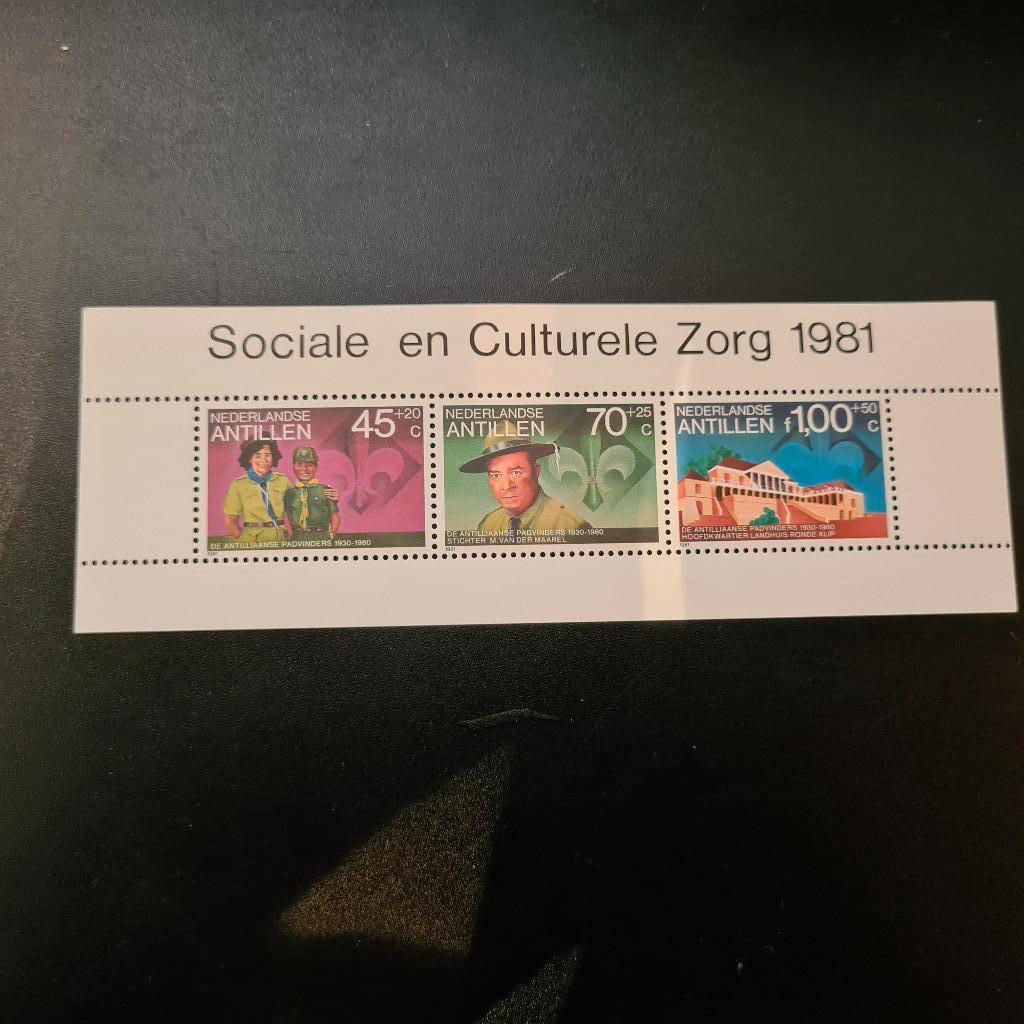 Sociale en Culturele Zorg 1981
NEDERLANDSE
ANTILLEN
45+20
C
DE ANTILLIAANSE PADVINDERS 1930-1980
1981
NEDERLANDSE
ANTILLEN
70+25
C
DE ANTILLIAANSE PADVINDERS 1930-1980
STICHTER M. VAN DER MAAREL
1981
NEDERLANDSE
ANTILLEN f 1,00+50
C
DE ANTILLIAANSE PADVINDERS 1930-1980
HOOFDKWARTIER LANDHUIS RONDE KLIP
1981